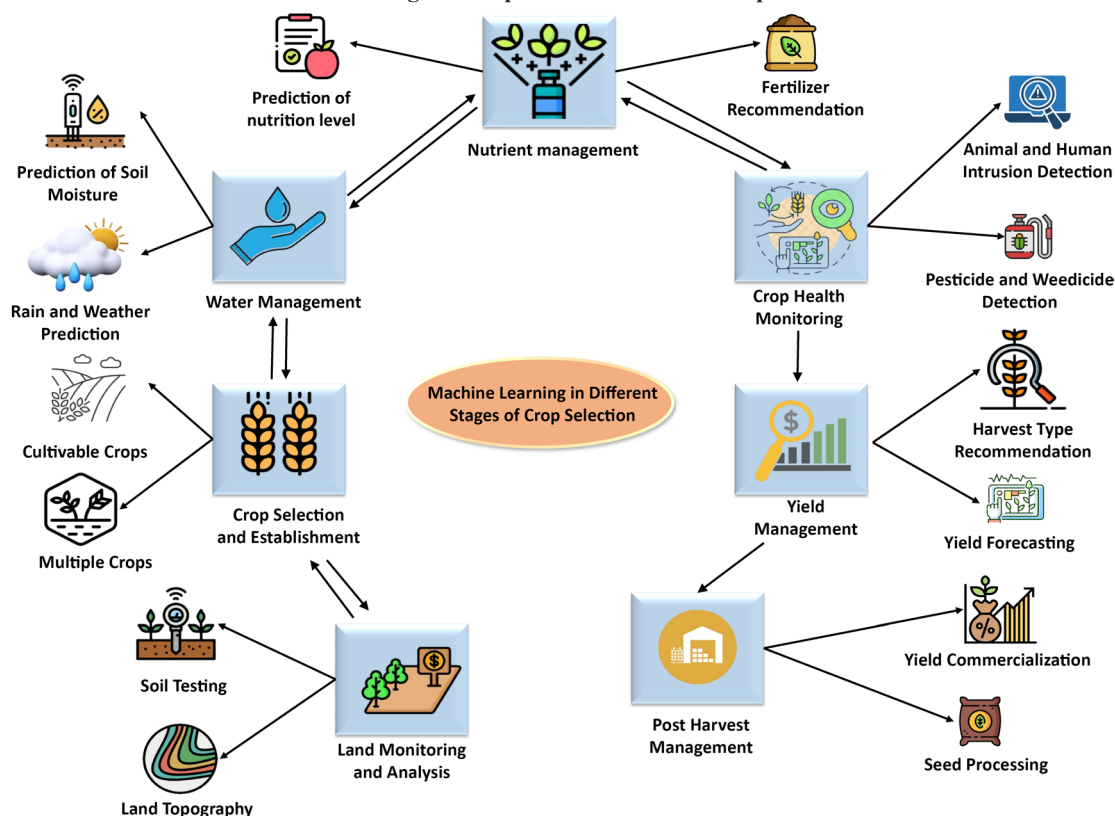 Prediction of
nutrition level
Nutrient management
Fertilizer
Recommendation
Prediction of Soil
Moisture
Animal and Human
Intrusion Detection
Rain and Weather
Prediction
Water Management
Crop Health
Monitoring
Pesticide and Weedicide
Detection
Machine Learning in Different
Stages of Crop Selection
Cultivable Crops
Harvest Type
Recommendation
Crop Selection
and Establishment
Yield
Management
Multiple Crops
Yield Forecasting
Soil Testing
Yield Commercialization
Land Monitoring
and Analysis
Post Harvest
Management
Seed Processing
Land Topography